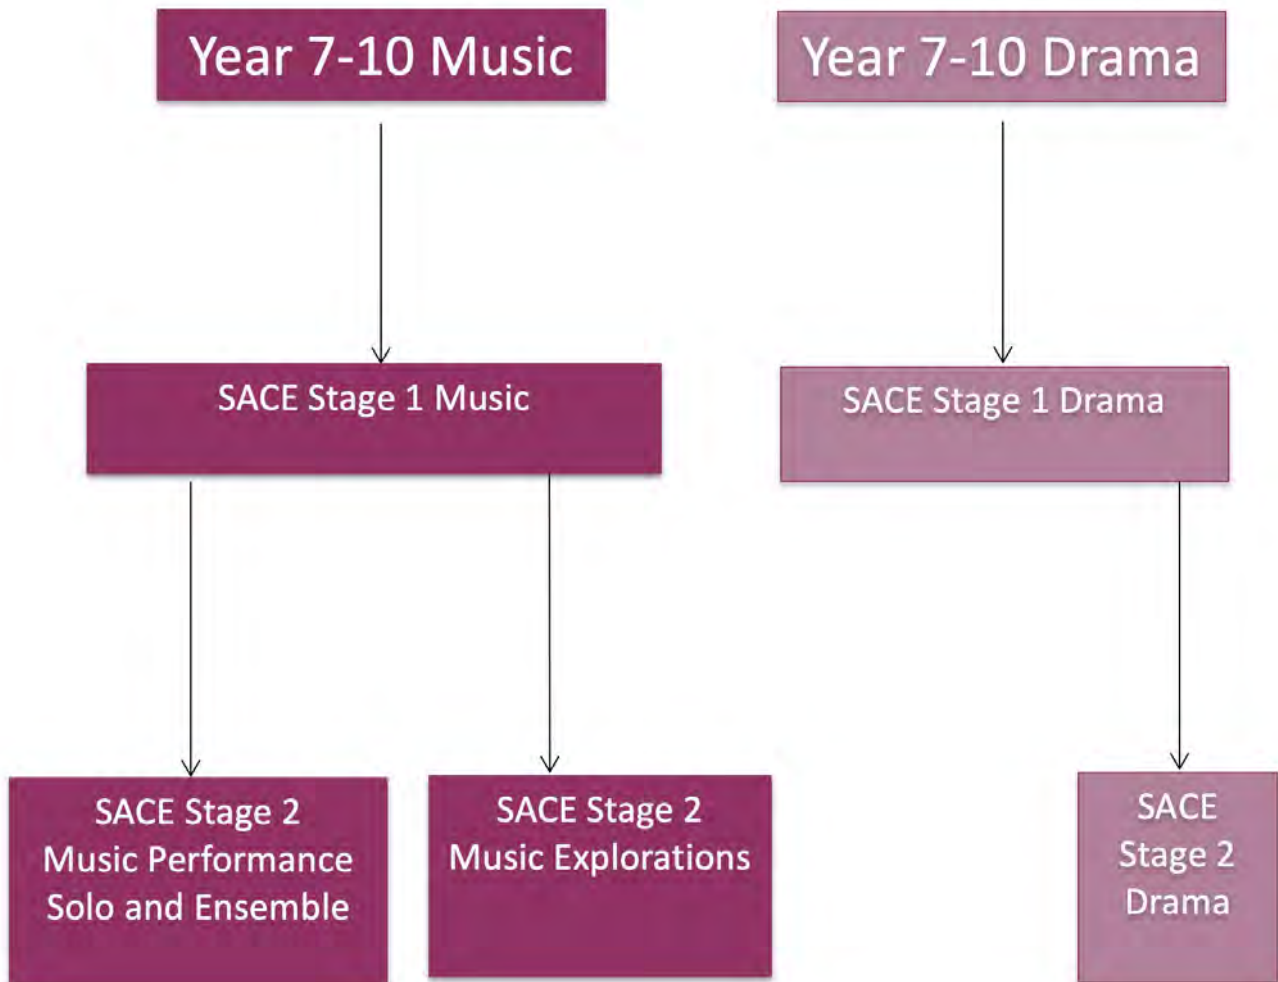 Year 7-10 Music
Year 7-10 Drama
SACE Stage 1 Music
SACE Stage 1 Drama
SACE Stage 2
Music Performance
Solo and Ensemble
SACE Stage 2
Music Explorations
SACE
Stage 2
Drama